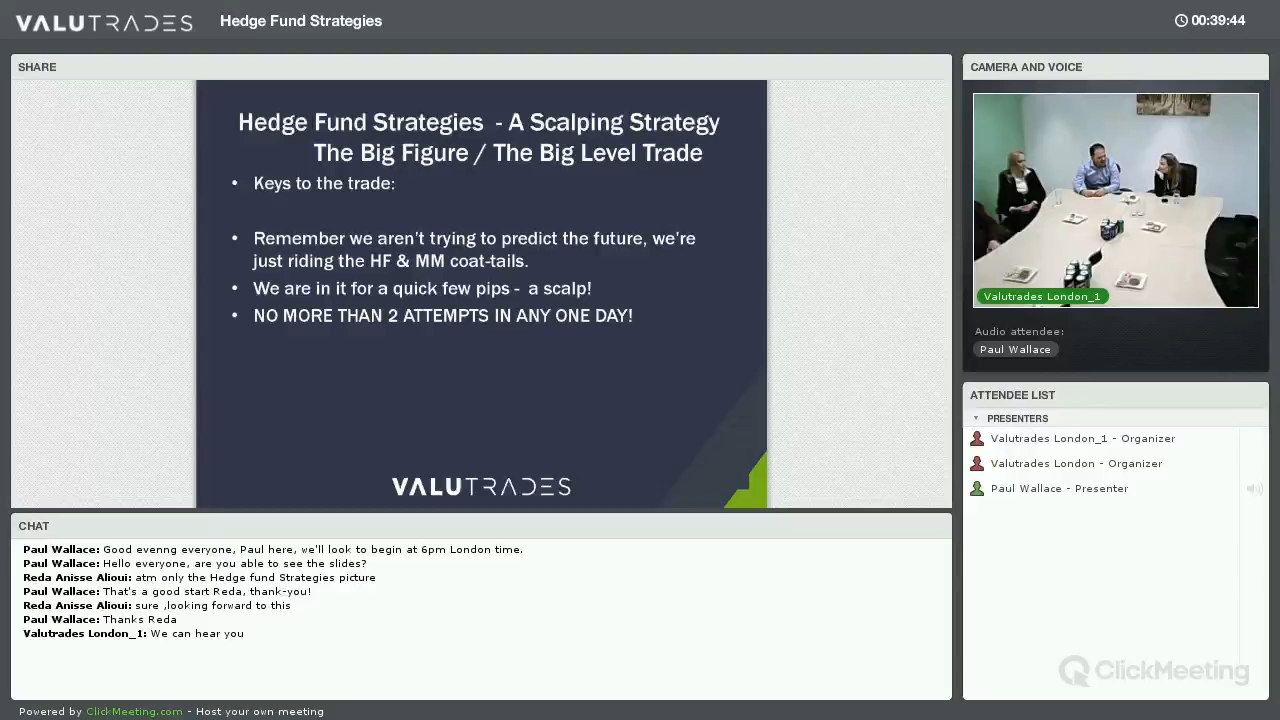 VALUTRADES
Hedge Fund Strategies
00:39:44
SHARE
Hedge Fund Strategies - A Scalping Strategy
The Big Figure / The Big Level Trade
• Keys to the trade:
• Remember we aren't trying to predict the future, we're
just riding the HF & MM coat-tails.
• We are in it for a quick few pips - a scalp!
• NO MORE THAN 2 ATTEMPTS IN ANY ONE DAY!
VALUTRADES
CHAT
Paul Wallace: Good evenng everyone, Paul here, we'll look to begin at 6pm London time.
Paul Wallace: Hello everyone, are you able to see the slides?
Reda Anisse Alioui: atm only the Hedge fund Strategies picture
Paul Wallace: That's a good start Reda, thank-you!
Reda Anisse Alioui: sure ,looking forward to this
Paul Wallace: Thanks Reda
Valutrades London_1: We can hear you
CAMERA AND VOICE
Valutrades London_1
Audio attendee:
Paul Wallace
ATTENDEE LIST
PRESENTERS
Valutrades London_1 - Organizer
Valutrades London - Organizer
Paul Wallace - Presenter
ClickMeeting
Powered by ClickMeeting.com - Host your own meeting